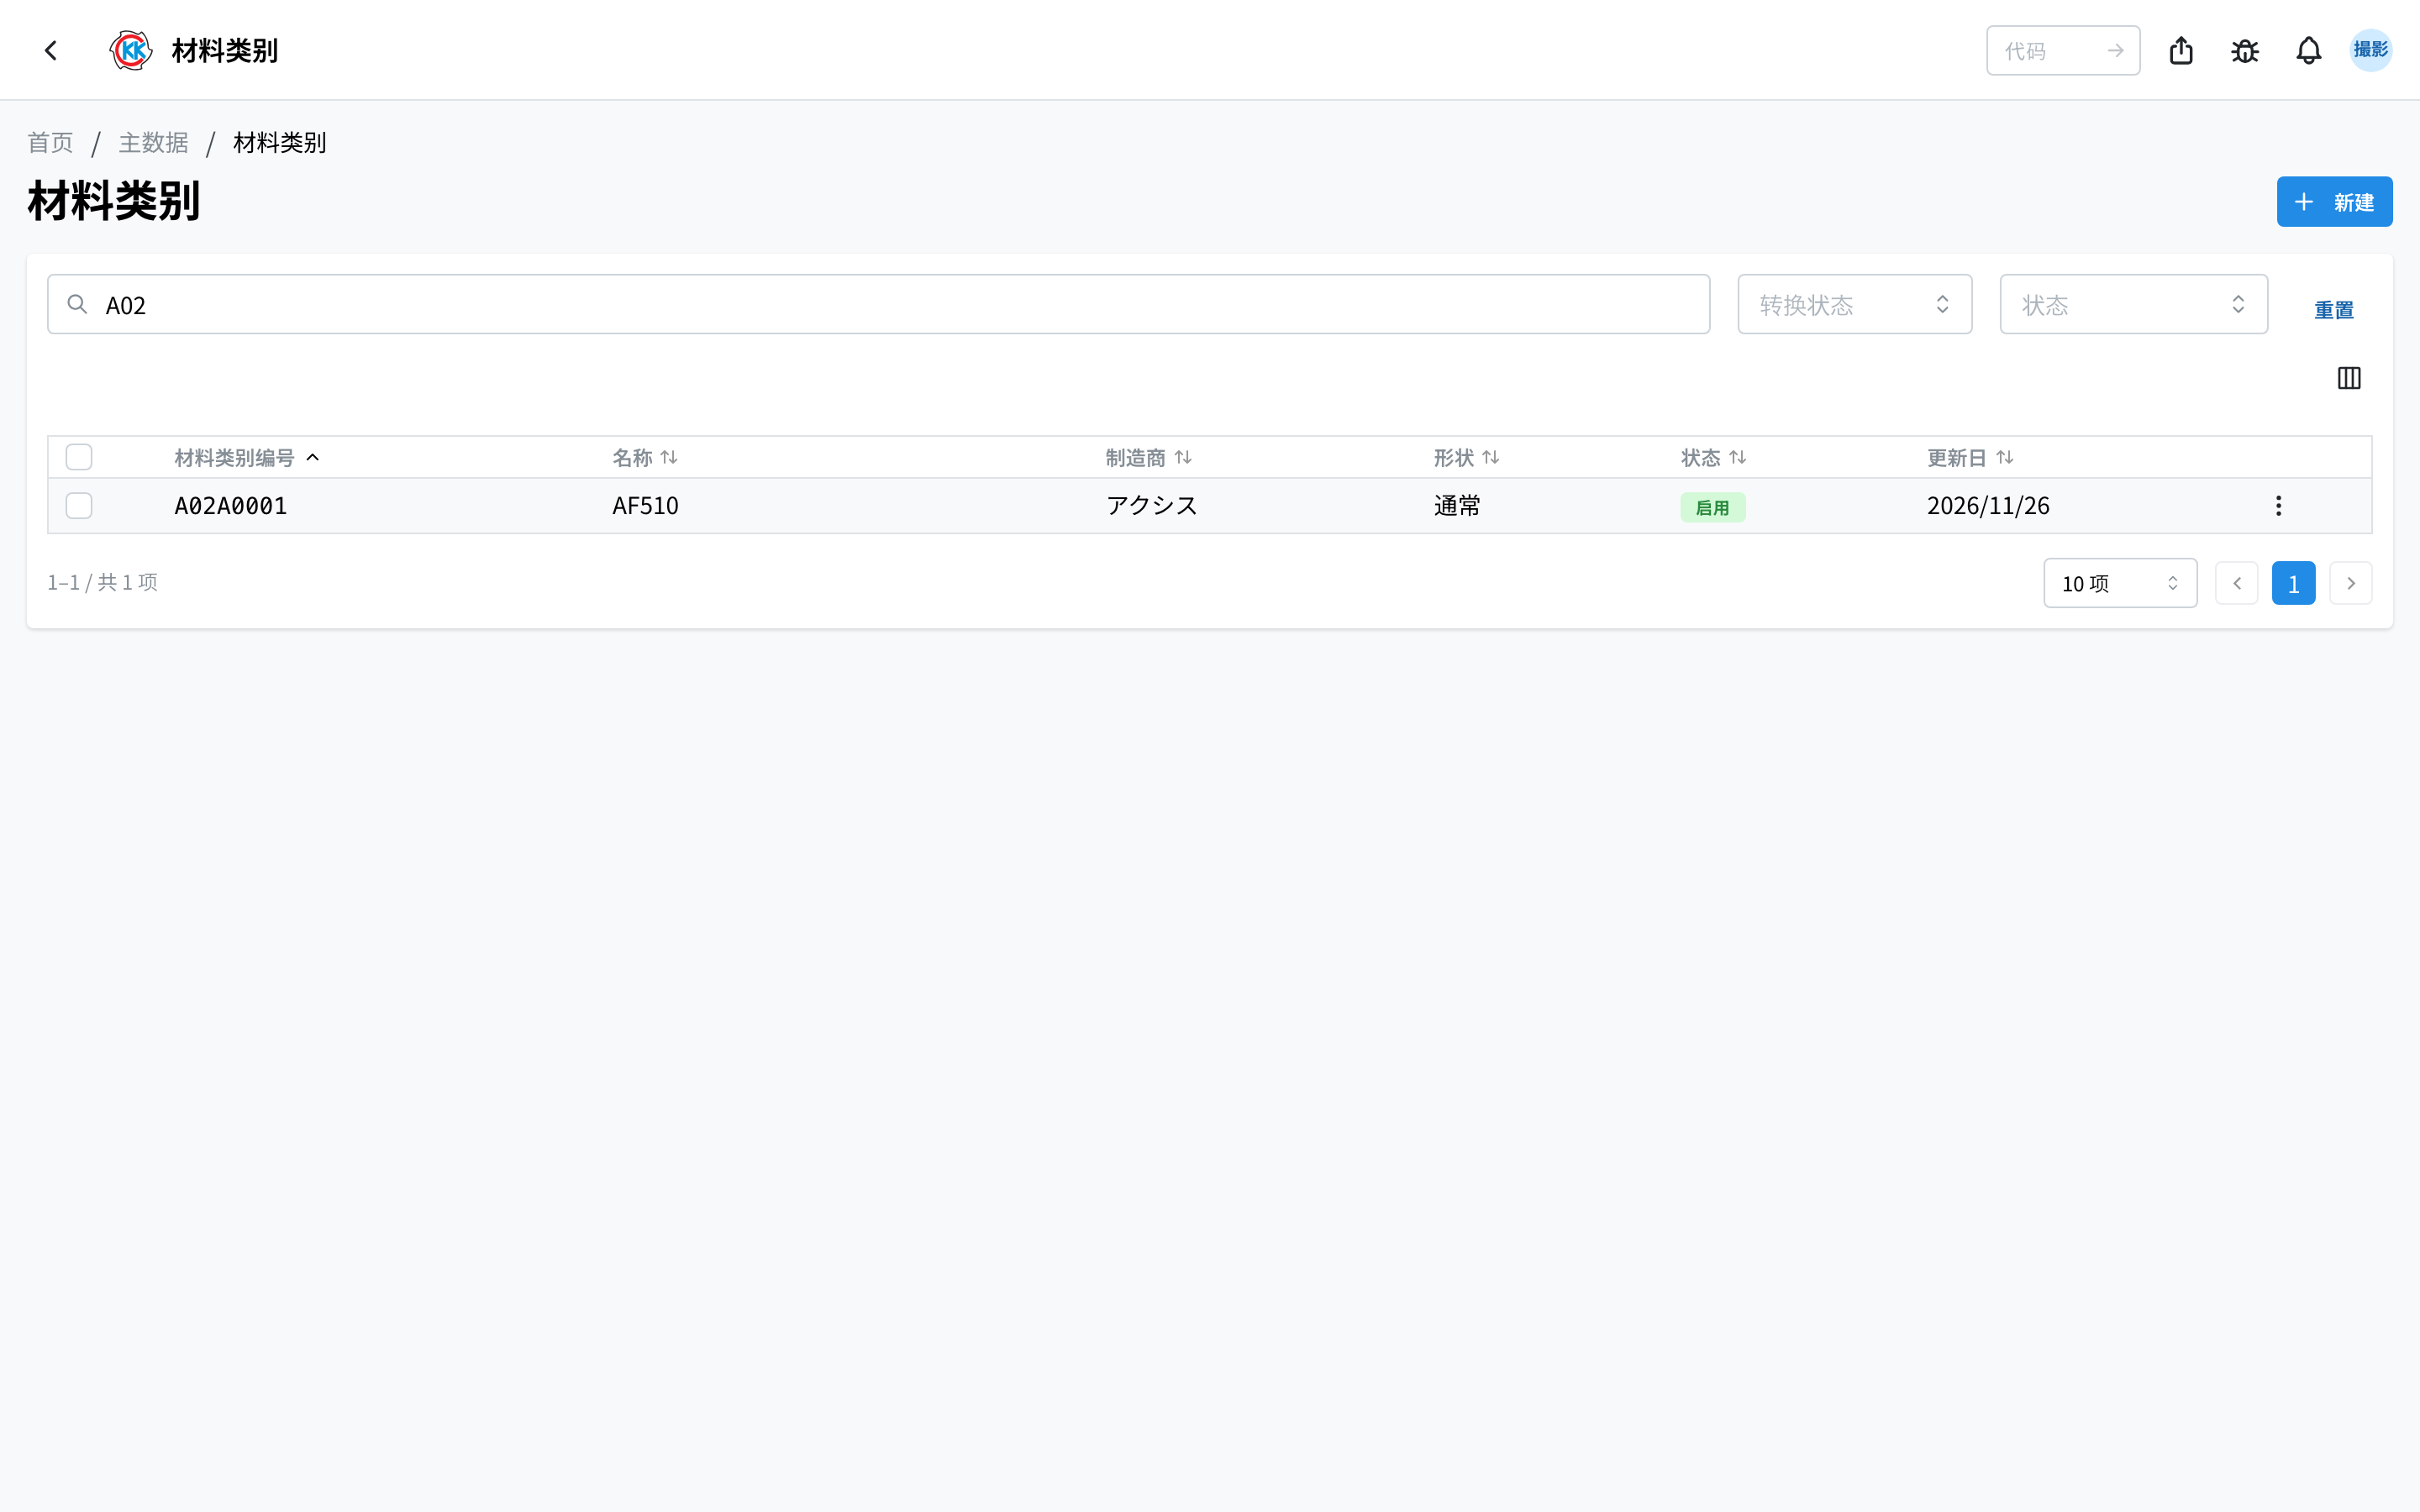 CKK 材料类别 代码 撮影
首页 / 主数据 / 材料类别
材料类别
新建
A02 转换状态 状态 重置
材料类别编号 名称 制造商 形状 状态 更新日
A02A0001 AF510 アクシス 通常 启用 2026/11/26
1–1 / 共 1 项 10 项 1